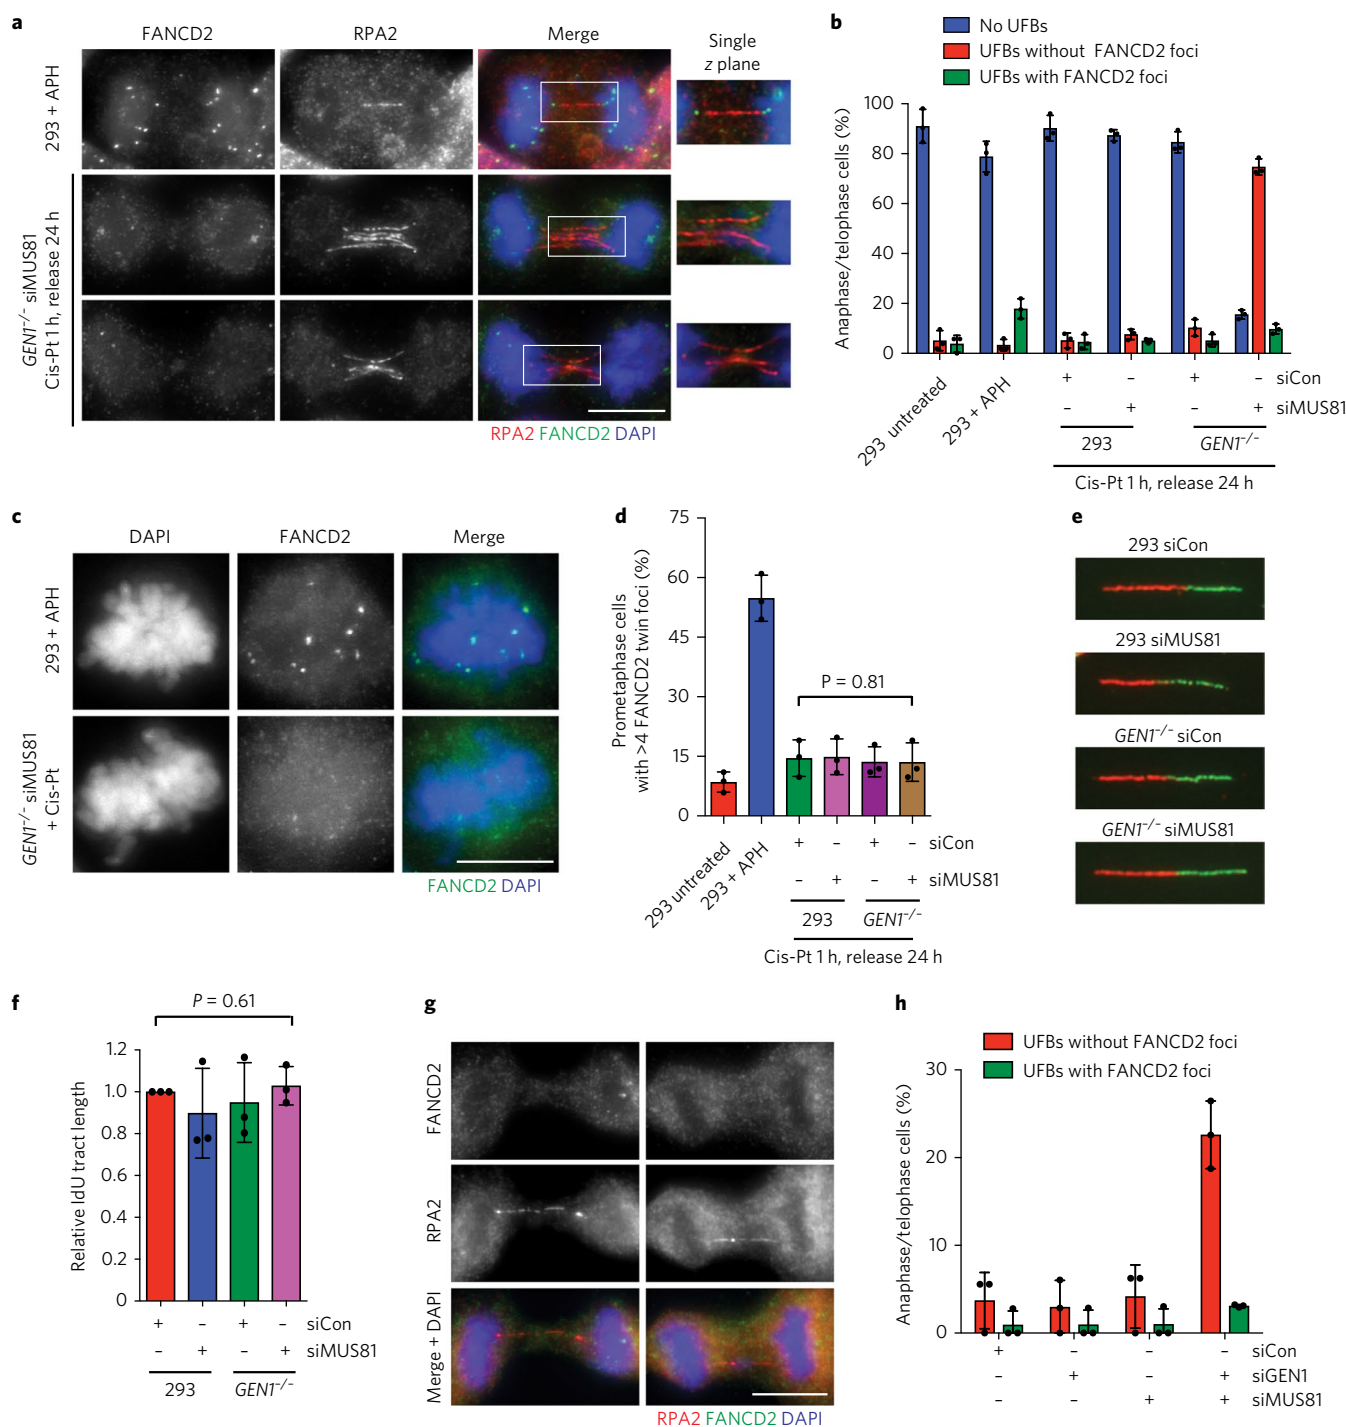 a
FANCD2
RPA2
Merge
Single
z plane
293 + APH
GEN1−/− siMUS81
Cis-Pt 1 h, release 24 h
RPA2 FANCD2 DAPI
b
No UFBs
UFBs without FANCD2 foci
UFBs with FANCD2 foci
Anaphase/telophase cells (%)
100
80
60
40
20
0
293 untreated
293 + APH
+ − + − siCon
− + − + siMUS81
293
GEN1−/−
Cis-Pt 1 h, release 24 h
c
DAPI
FANCD2
Merge
293 + APH
GEN1−/− siMUS81
+ Cis-Pt
FANCD2 DAPI
d
Prometaphase cells
with >4 FANCD2 twin foci (%)
75
60
45
30
15
0
P = 0.81
293 untreated
293 + APH
+ − + − siCon
− + − + siMUS81
293
GEN1−/−
Cis-Pt 1 h, release 24 h
e
293 siCon
293 siMUS81
GEN1−/− siCon
GEN1−/− siMUS81
f
P = 0.61
Relative IdU tract length
1.2
1.0
0.8
0.6
0.4
0.2
0
+ − + − siCon
− + − + siMUS81
293
GEN1−/−
g
FANCD2
RPA2
Merge + DAPI
RPA2 FANCD2 DAPI
h
UFBs without FANCD2 foci
UFBs with FANCD2 foci
Anaphase/telophase cells (%)
30
20
10
0
+ − − − siCon
− + − + siGEN1
− − + + siMUS81